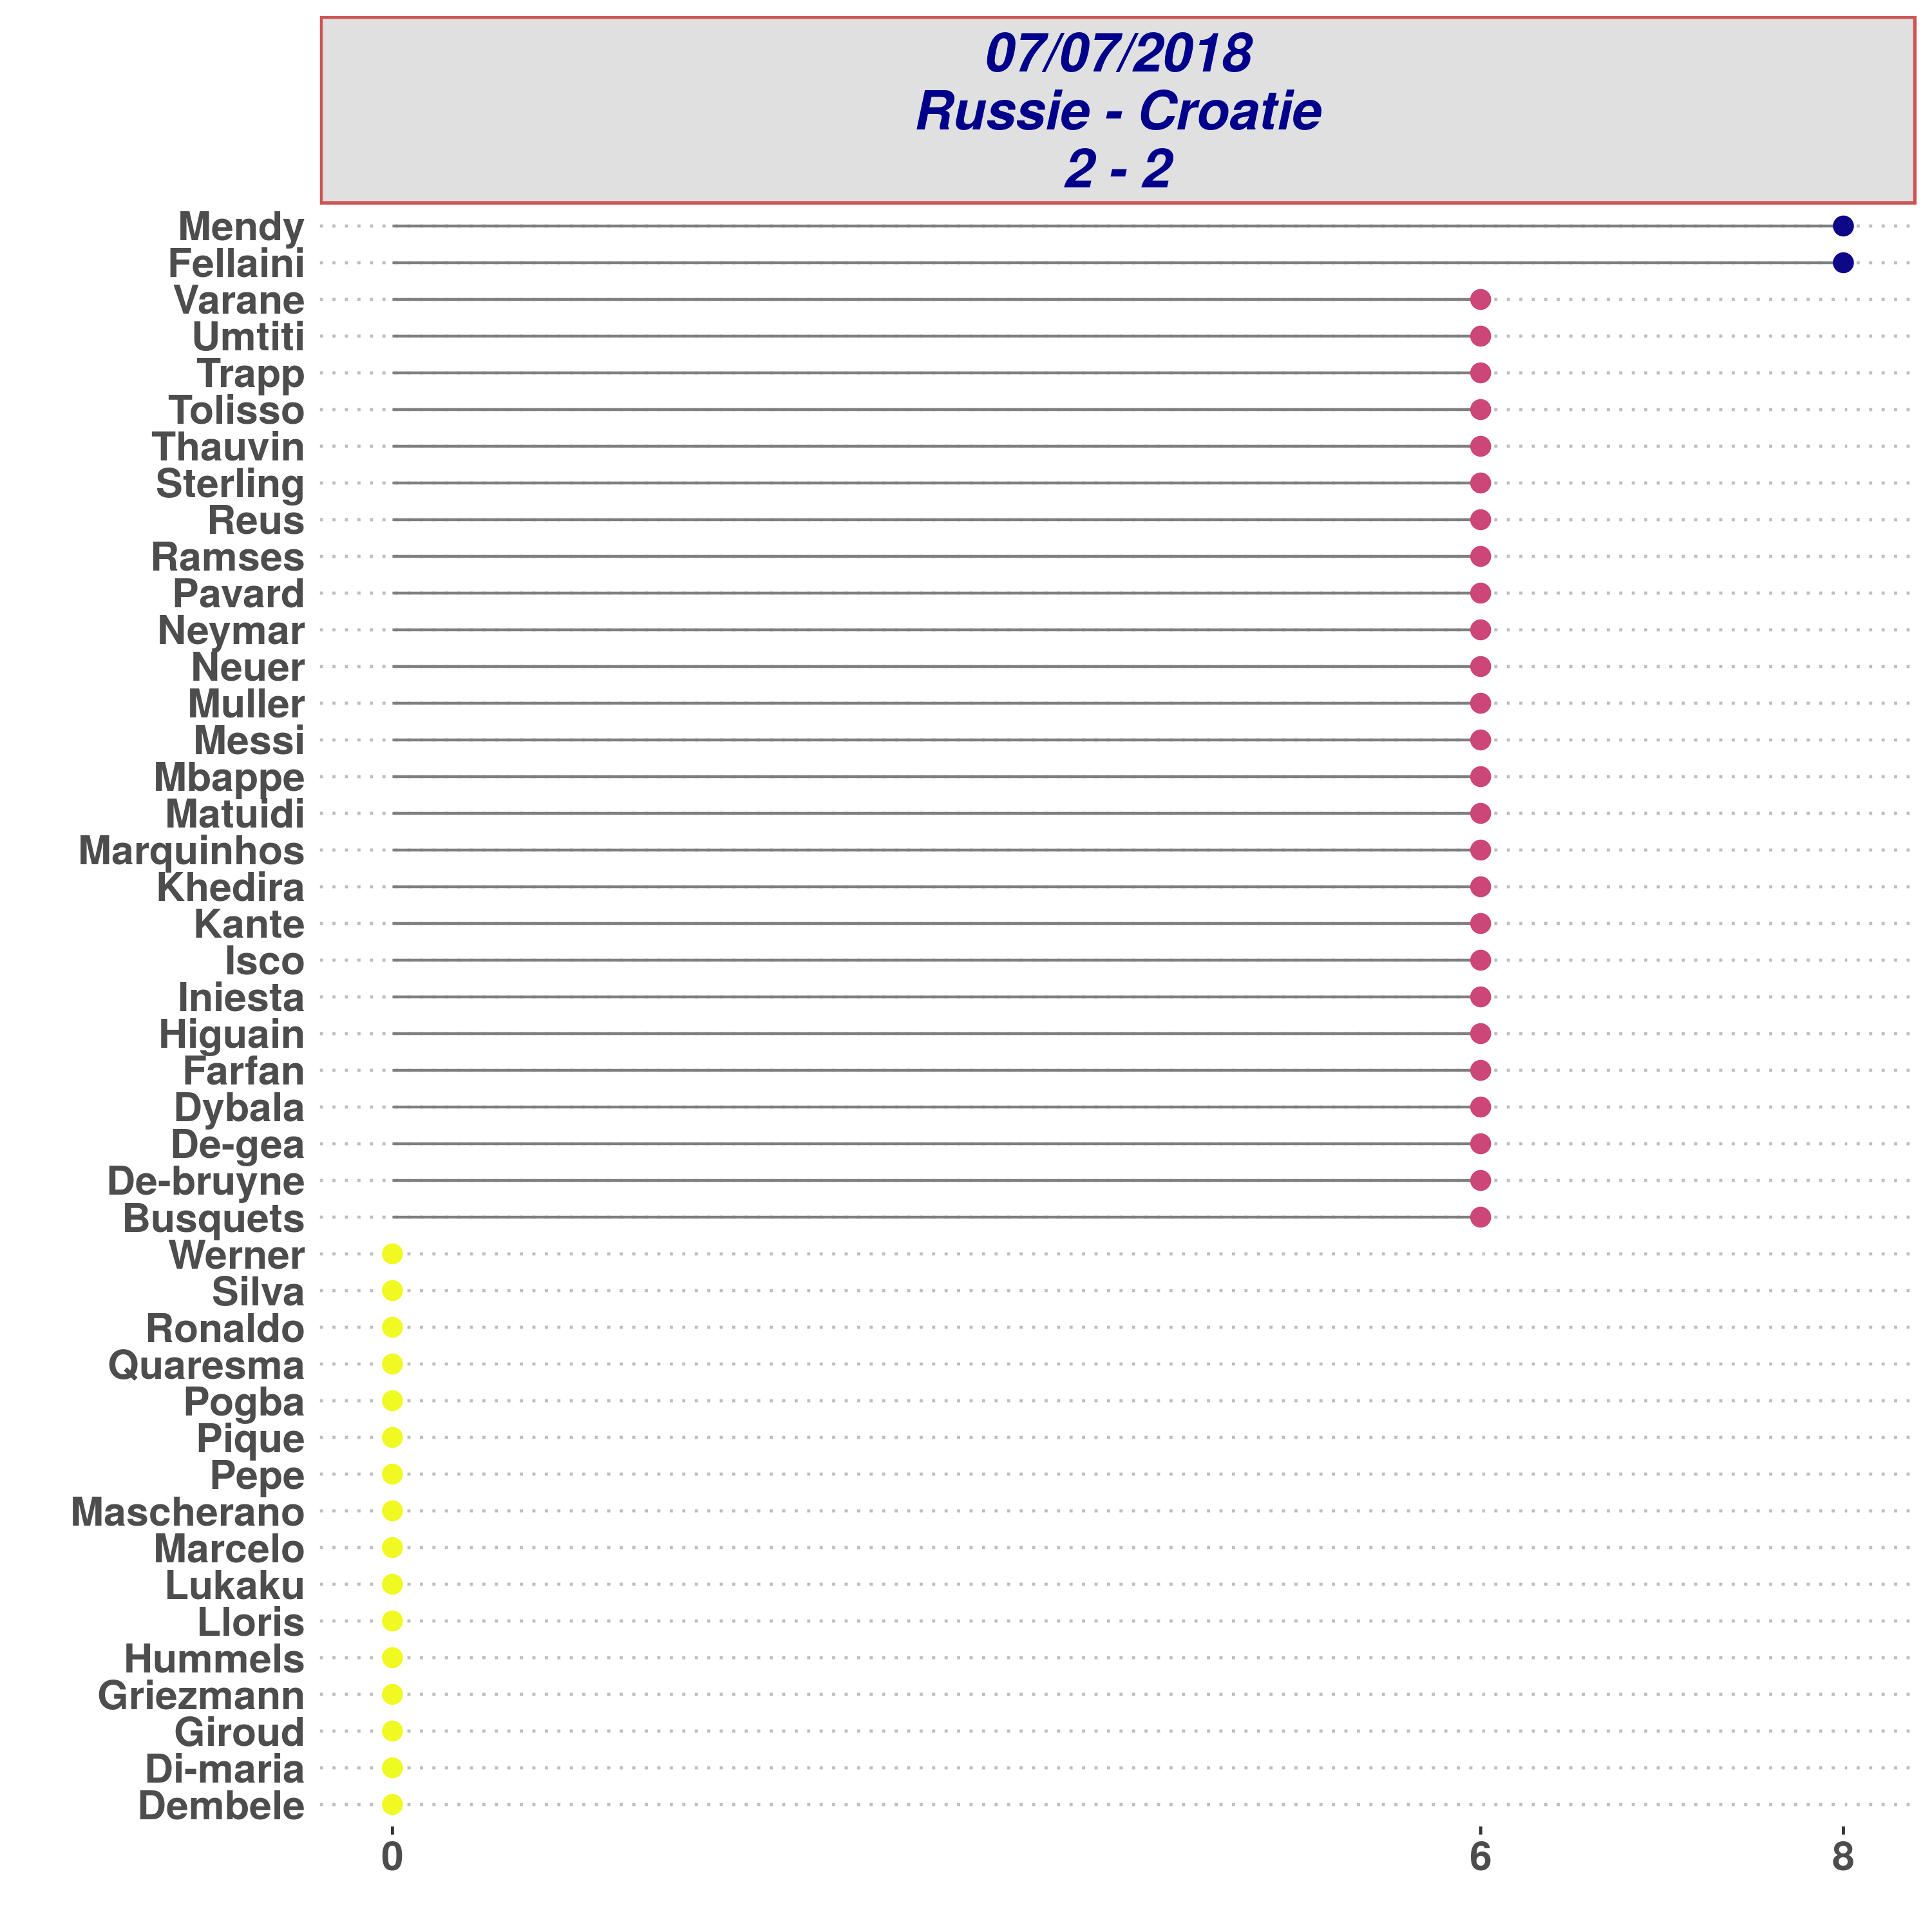 07/07/2018
Russie - Croatie
2 - 2
Mendy
Fellaini
Varane
Umtiti
Trapp
Tolisso
Thauvin
Sterling
Reus
Ramses
Pavard
Neymar
Neuer
Muller
Messi
Mbappe
Matuidi
Marquinhos
Khedira
Kante
Isco
Iniesta
Higuain
Farfan
Dybala
De-gea
De-bruyne
Busquets
Werner
Silva
Ronaldo
Quaresma
Pogba
Pique
Pepe
Mascherano
Marcelo
Lukaku
Lloris
Hummels
Griezmann
Giroud
Di-maria
Dembele
0 6 8